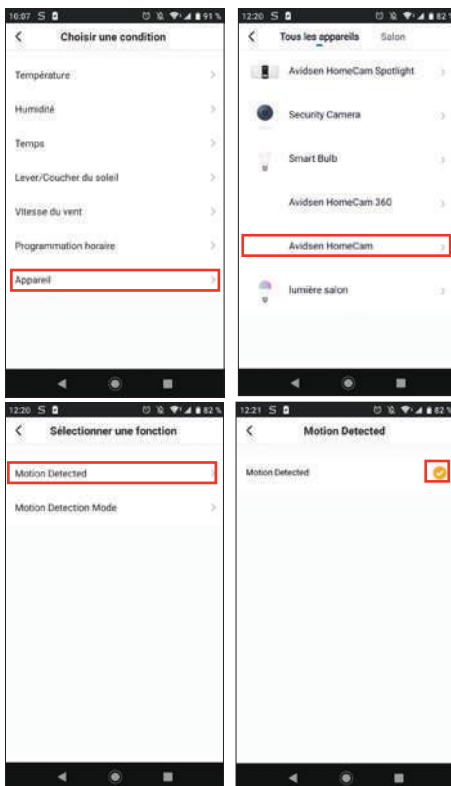 10:07 S 91 %
Choisir une condition
Température
Humidité
Temps
Lever/Coucher du soleil
Vitesse du vent
Programmation horaire
Appareil
12:20 S 82 %
Tous les appareils Salon
Avidsen HomeCam Spotlight
Security Camera
Smart Bulb
Avidsen HomeCam 360
Avidsen HomeCam
lumière salon
12:20 S 82 %
Sélectionner une fonction
Motion Detected
Motion Detection Mode
12:21 S 82 %
Motion Detected
Motion Detected